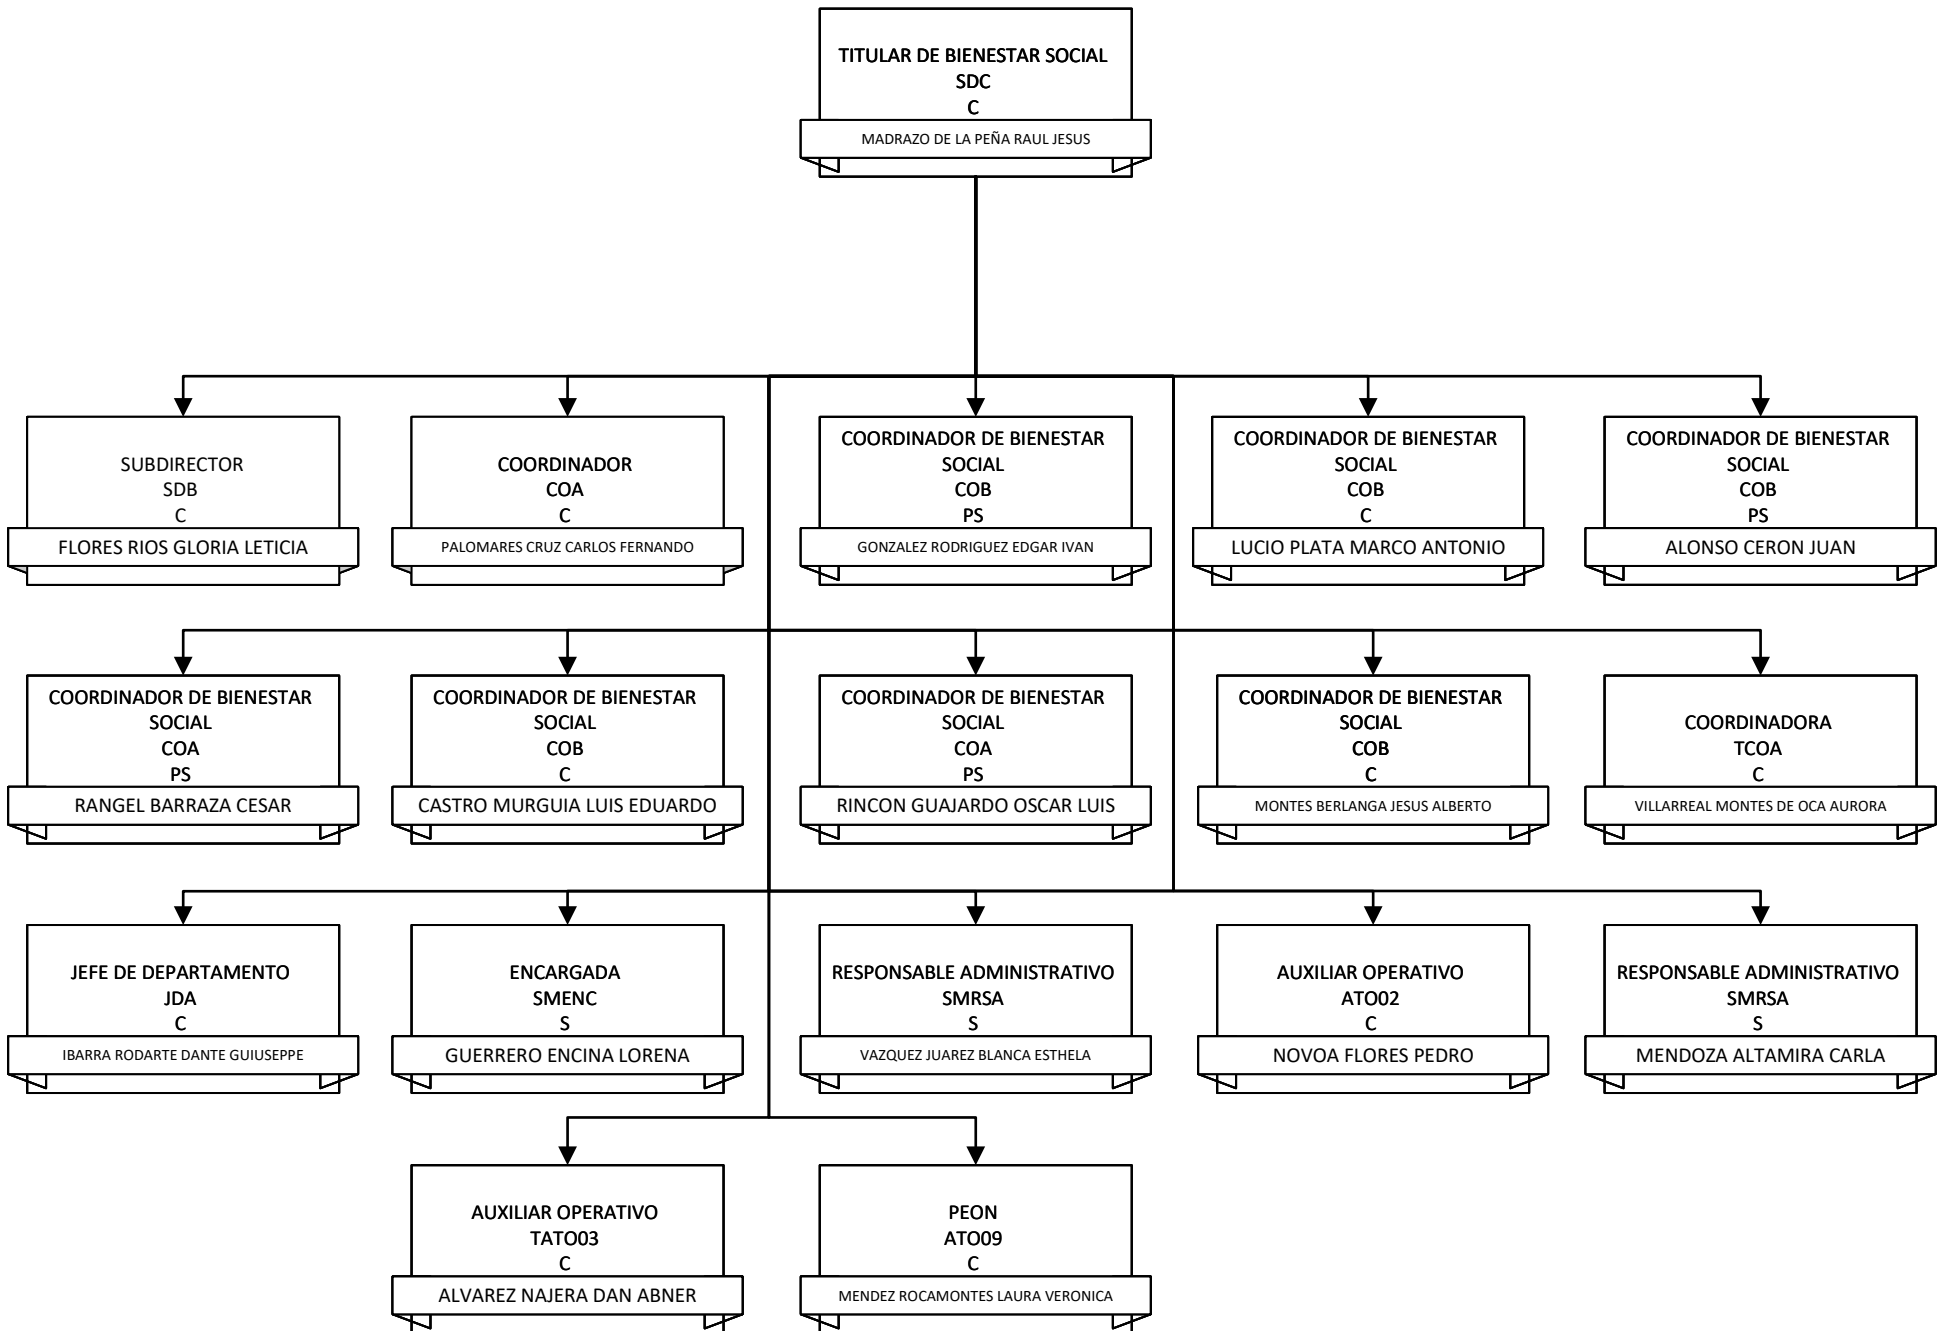 TITULAR DE BIENESTAR SOCIAL
SDC
C
MADRAZO DE LA PEÑA RAUL JESUS
SUBDIRECTOR
SDB
C
FLORES RIOS GLORIA LETICIA
COORDINADOR
COA
C
PALOMARES CRUZ CARLOS FERNANDO
COORDINADOR DE BIENESTAR
SOCIAL
COB
PS
GONZALEZ RODRIGUEZ EDGAR IVAN
COORDINADOR DE BIENESTAR
SOCIAL
COB
C
LUCIO PLATA MARCO ANTONIO
COORDINADOR DE BIENESTAR
SOCIAL
COB
PS
ALONSO CERON JUAN
COORDINADOR DE BIENESTAR
SOCIAL
COA
PS
RANGEL BARRAZA CESAR
COORDINADOR DE BIENESTAR
SOCIAL
COB
C
CASTRO MURGUIA LUIS EDUARDO
COORDINADOR DE BIENESTAR
SOCIAL
COA
PS
RINCON GUAJARDO OSCAR LUIS
COORDINADOR DE BIENESTAR
SOCIAL
COB
C
MONTES BERLANGA JESUS ALBERTO
COORDINADORA
TCOA
C
VILLARREAL MONTES DE OCA AURORA
JEFE DE DEPARTAMENTO
JDA
C
IBARRA RODARTE DANTE GUIUSEPPE
ENCARGADA
SMENC
S
GUERRERO ENCINA LORENA
RESPONSABLE ADMINISTRATIVO
SMRSA
S
VAZQUEZ JUAREZ BLANCA ESTHELA
AUXILIAR OPERATIVO
ATO02
C
NOVOA FLORES PEDRO
RESPONSABLE ADMINISTRATIVO
SMRSA
S
MENDOZA ALTAMIRA CARLA
AUXILIAR OPERATIVO
TATO03
C
ALVAREZ NAJERA DAN ABNER
PEON
ATO09
C
MENDEZ ROCAMONTES LAURA VERONICA